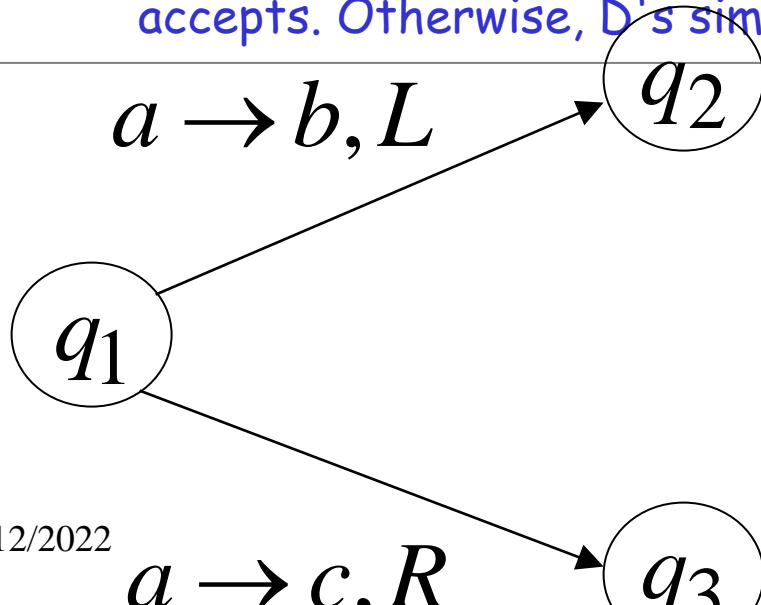 accepts. Otherwise, D's sim
q2
a → b, L
q1
12/2022
a → c, R
q3